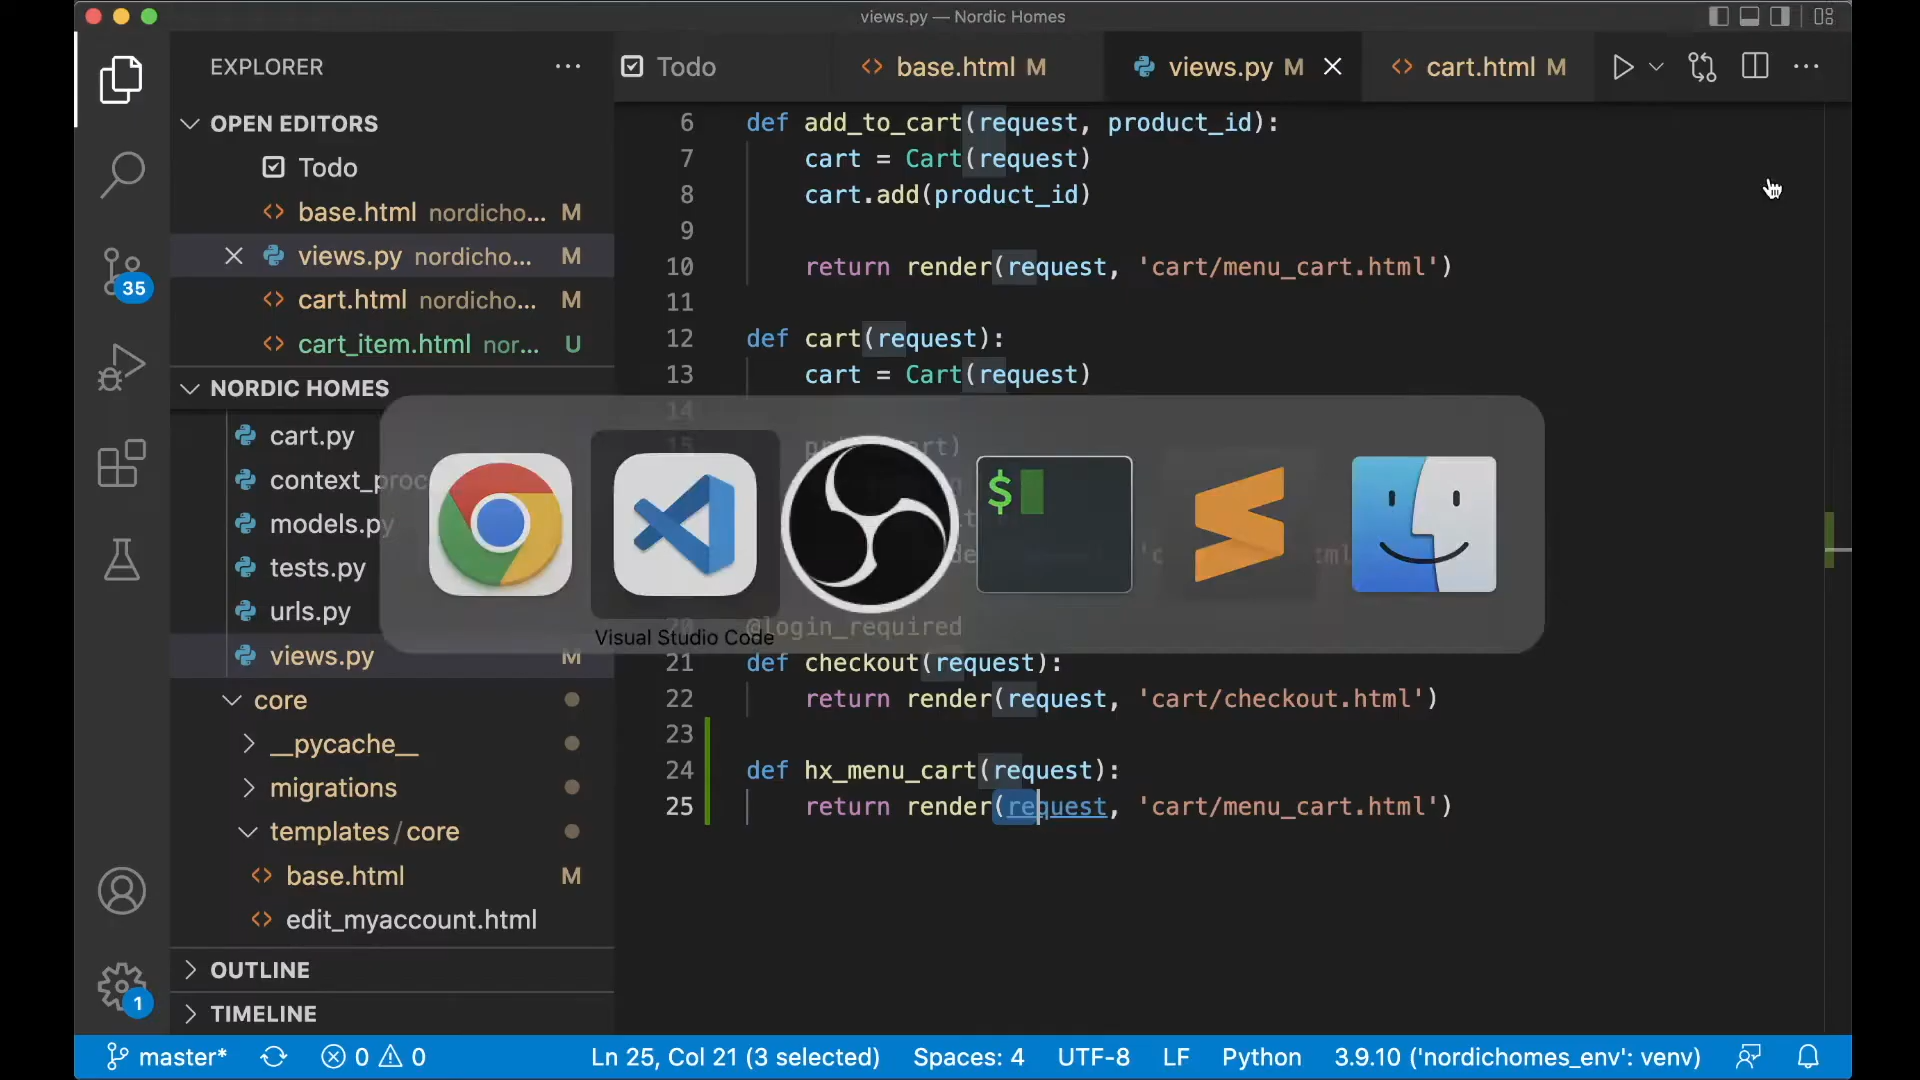 views.py — Nordic Homes
EXPLORER
Todo
base.html M
views.py M
cart.html M
OPEN EDITORS
Todo
base.html nordicho... M
views.py nordicho... M
cart.html nordicho... M
cart_item.html nor... U
NORDIC HOMES
cart.py
context_proc
models.py
tests.py
urls.py
views.py M
core
__pycache__
migrations
templates / core
base.html M
edit_myaccount.html
OUTLINE
TIMELINE
35
1
6 def add_to_cart(request, product_id):
7 cart = Cart(request)
8 cart.add(product_id)
9
10 return render(request, 'cart/menu_cart.html')
11
12 def cart(request):
13 cart = Cart(request)
14
15
$
Visual Studio Code
20 @login_required
21 def checkout(request):
22 return render(request, 'cart/checkout.html')
23
24 def hx_menu_cart(request):
25 return render(request, 'cart/menu_cart.html')
master* 0 0 Ln 25, Col 21 (3 selected) Spaces: 4 UTF-8 LF Python 3.9.10 ('nordichomes_env': venv)